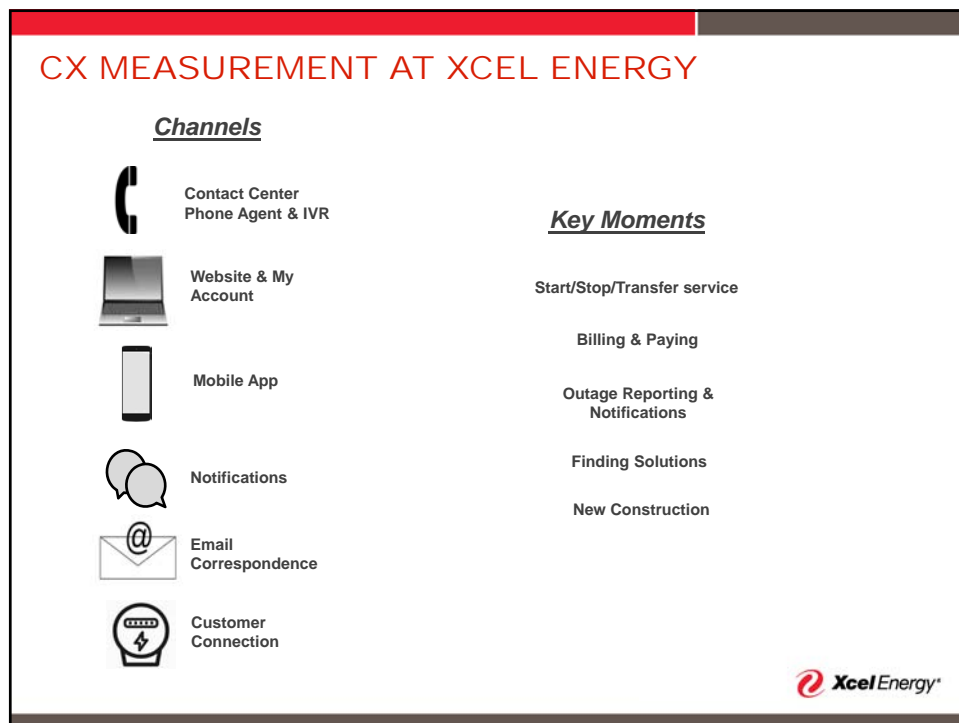 CX MEASUREMENT AT XCEL ENERGY
Channels
Contact Center
Phone Agent & IVR
Website & My
Account
Mobile App
Notifications
@
Email
Correspondence
Customer
Connection
Key Moments
Start/Stop/Transfer service
Billing & Paying
Outage Reporting &
Notifications
Finding Solutions
New Construction
Xcel Energy®